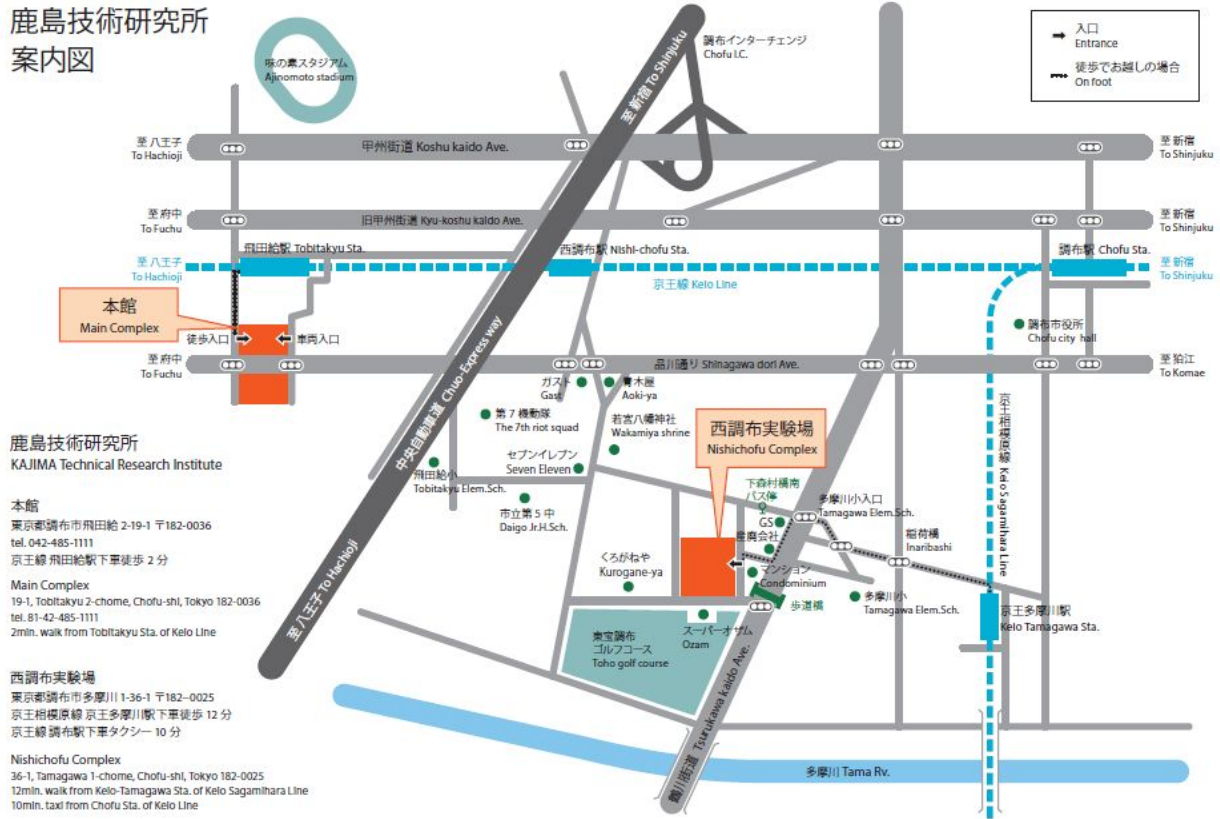 鹿島技術研究所
案内図
味の素スタジアム
Ajinomoto stadium
調布インターチェンジ
Chofu I.C.
入口
Entrance
徒歩でお越しの場合
On foot
至 新宿 To Shinjuku
至 八王子
To Hachioji
甲州街道 Koshu kaido Ave.
至 新宿
To Shinjuku
至 府中
To Fuchu
旧甲州街道 Kyu-koshu kaido Ave.
至 新宿
To Shinjuku
飛田給駅 Tobitakyu Sta.
西調布駅 Nishi-chofu Sta.
調布駅 Chofu Sta.
至 八王子
To Hachioji
京王線 Keio Line
至 新宿
To Shinjuku
本館
Main Complex
徒歩入口
車両入口
調布市役所
Chofu city hall
至 府中
To Fuchu
品川通り Shinagawa dori Ave.
至 狛江
To Komae
中央自動車道 Chuo-Express way
至 八王子 To Hachioji
ガスト
Gast
青木屋
Aoki-ya
第 7 機動隊
The 7th riot squad
若宮八幡神社
Wakamiya shrine
西調布実験場
Nishichofu Complex
京王相模原線 Keio Sagamihara Line
セブンイレブン
Seven Eleven
飛田給小
Tobitakyu Elem.Sch.
市立第 5 中
Daigo Jr.H.Sch.
下森村橋南
バス停
GS
産廃会社
多摩川小入口
Tamagawa Elem.Sch.
稲荷橋
Inaribashi
くろがねや
Kurogane-ya
マンション
Condominium
歩道橋
多摩川小
Tamagawa Elem.Sch.
京王多摩川駅
Keio Tamagawa Sta.
東宝調布
ゴルフコース
Toho golf course
スーパーオザム
Ozam
鶴川街道 Tsurukawa kaido Ave.
多摩川 Tama Rv.
鹿島技術研究所
KAJIMA Technical Research Institute
本館
東京都調布市飛田給 2-19-1 〒182-0036
tel. 042-485-1111
京王線 飛田給駅下車徒歩 2 分
Main Complex
19-1, Tobitakyu 2-chome, Chofu-shi, Tokyo 182-0036
tel. 81-42-485-1111
2min. walk from Tobitakyu Sta. of Keio Line
西調布実験場
東京都調布市多摩川 1-36-1 〒182--0025
京王相模原線 京王多摩川駅下車徒歩 12 分
京王線 調布駅下車タクシー 10 分
Nishichofu Complex
36-1, Tamagawa 1-chome, Chofu-shi, Tokyo 182-0025
12min. walk from Keio-Tamagawa Sta. of Keio Sagamihara Line
10min. taxi from Chofu Sta. of Keio Line